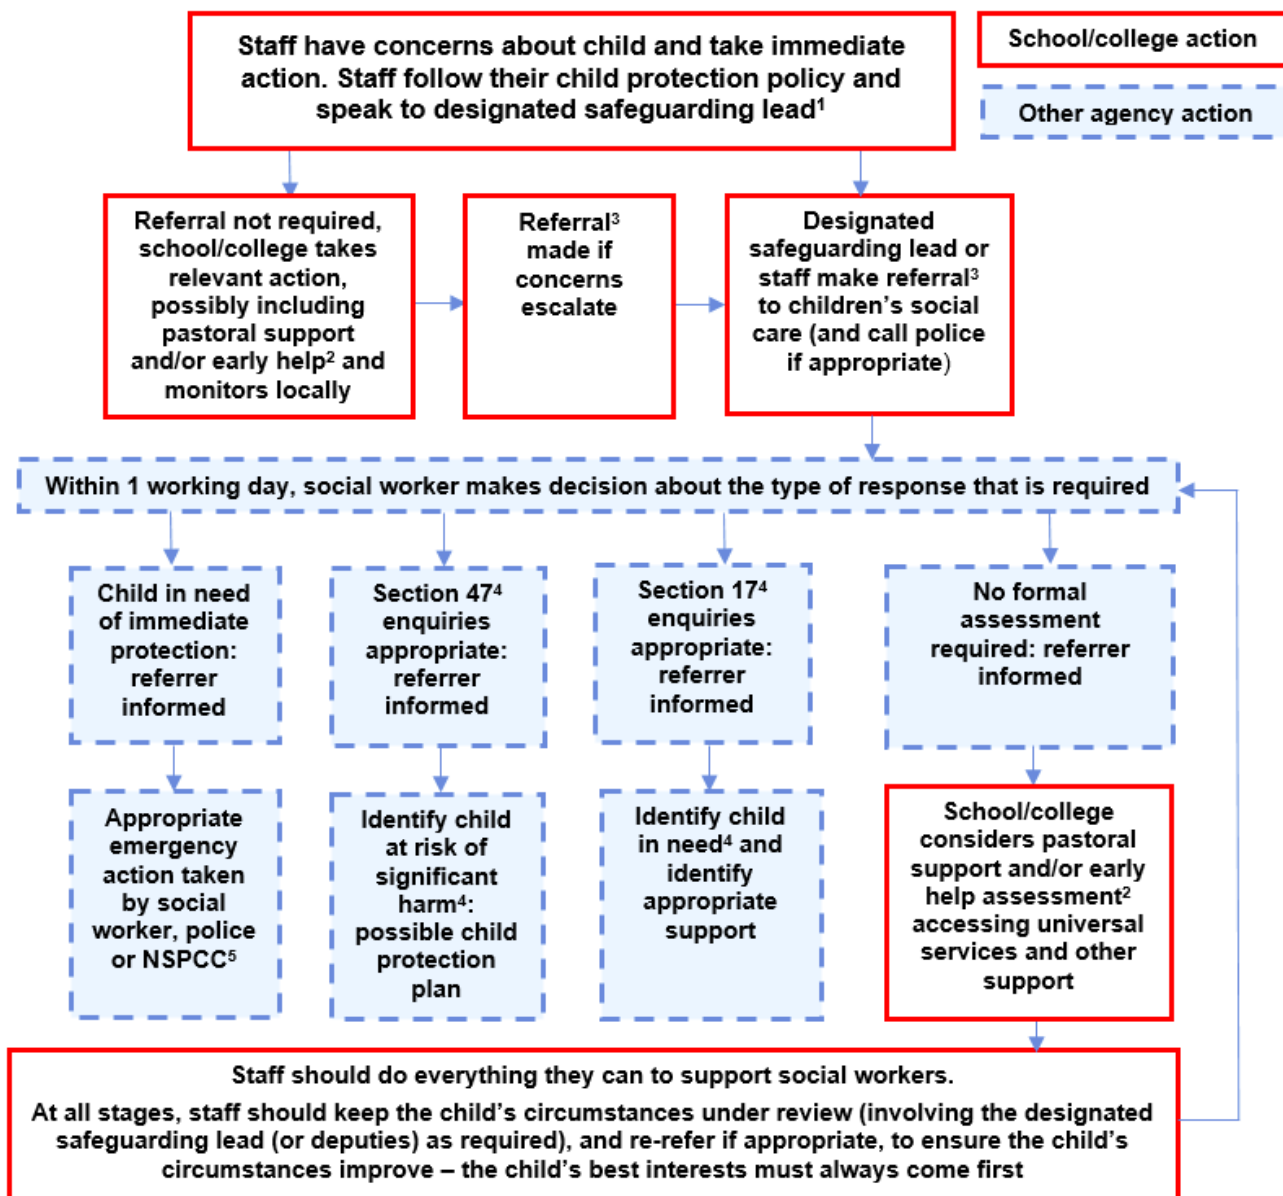 Staff have concerns about child and take immediate
action. Staff follow their child protection policy and
speak to designated safeguarding lead¹
School/college action
Other agency action
Referral not required,
school/college takes
relevant action,
possibly including
pastoral support
and/or early help² and
monitors locally
Referral³
made if
concerns
escalate
Designated
safeguarding lead or
staff make referral³
to children’s social
care (and call police
if appropriate)
Within 1 working day, social worker makes decision about the type of response that is required
Child in need
of immediate
protection:
referrer
informed
Section 47⁴
enquiries
appropriate:
referrer
informed
Section 17⁴
enquiries
appropriate:
referrer
informed
No formal
assessment
required: referrer
informed
Appropriate
emergency
action taken
by social
worker, police
or NSPCC⁵
Identify child
at risk of
significant
harm⁴:
possible child
protection
plan
Identify child
in need⁴ and
identify
appropriate
support
School/college
considers pastoral
support and/or early
help assessment²
accessing universal
services and other
support
Staff should do everything they can to support social workers.
At all stages, staff should keep the child’s circumstances under review (involving the designated
safeguarding lead (or deputies) as required), and re-refer if appropriate, to ensure the child’s
circumstances improve – the child’s best interests must always come first